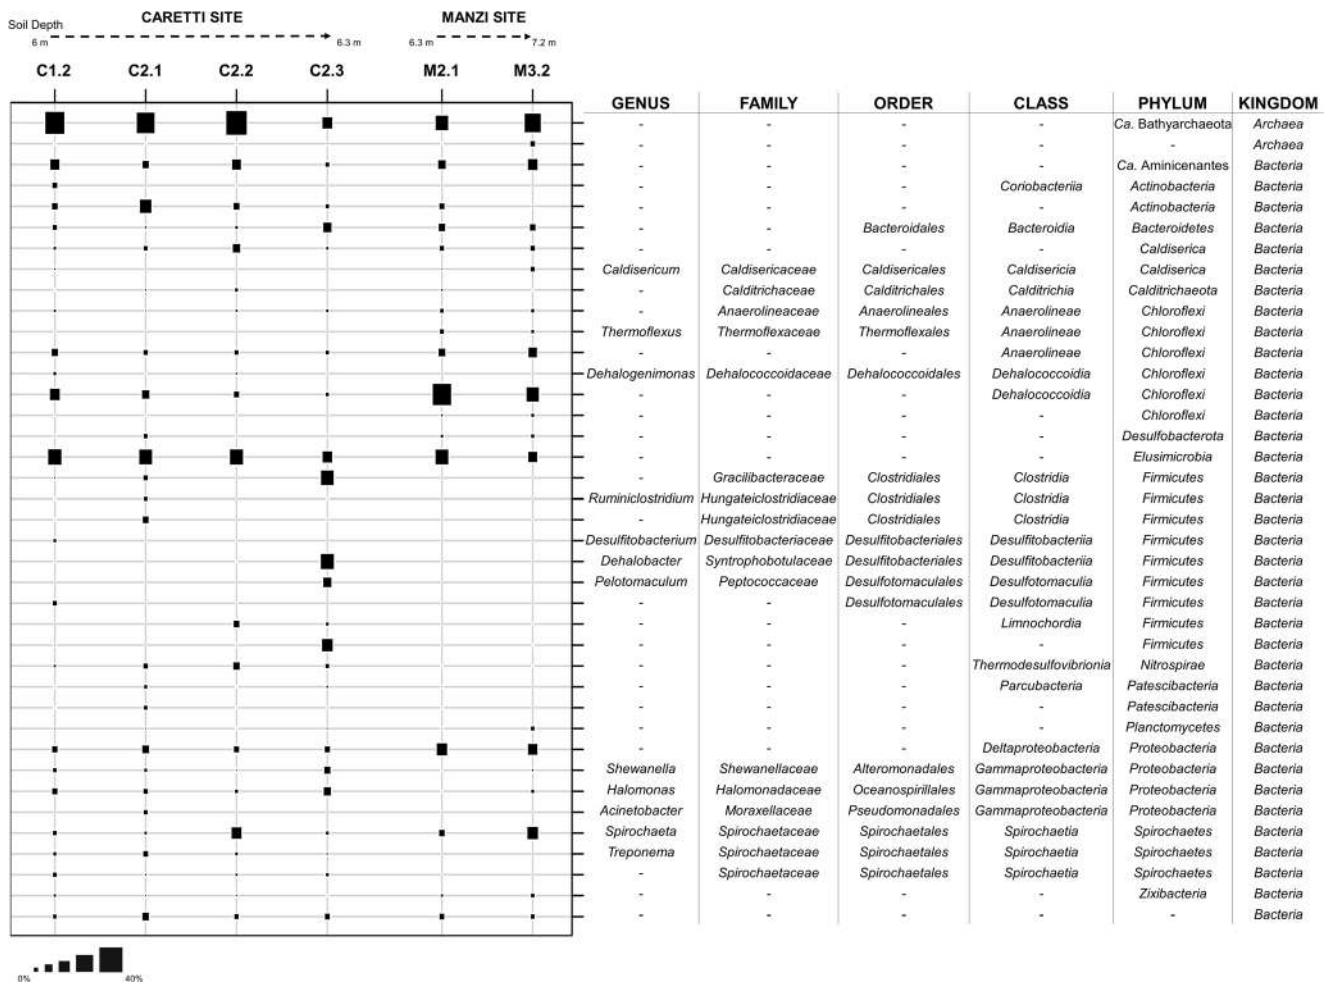 CARETTI SITE MANZI SITE
Soil Depth
6 m 6.3 m 6.3 m 7.2 m
C1.2 C2.1 C2.2 C2.3 M2.1 M3.2
GENUS FAMILY ORDER CLASS PHYLUM KINGDOM
- - - - Ca. Bathyarchaeota Archaea
- - - - - Archaea
- - - - Ca. Aminicenantes Bacteria
- - - Coriobacteriia Actinobacteria Bacteria
- - - - Actinobacteria Bacteria
- - Bacteroidales Bacteroidia Bacteroidetes Bacteria
- - - - Caldiserica Bacteria
Caldisericum Caldisericaceae Caldisericales Caldisericia Caldiserica Bacteria
- Calditrichaceae Calditrichales Calditrichia Calditrichaeota Bacteria
- Anaerolineaceae Anaerolineales Anaerolineae Chloroflexi Bacteria
Thermoflexus Thermoflexaceae Thermoflexales Anaerolineae Chloroflexi Bacteria
- - - Anaerolineae Chloroflexi Bacteria
Dehalogenimonas Dehalococcoidaceae Dehalococcoidales Dehalococcoidia Chloroflexi Bacteria
- - - Dehalococcoidia Chloroflexi Bacteria
- - - - Chloroflexi Bacteria
- - - - Desulfobacterota Bacteria
- - - - Elusimicrobia Bacteria
- Gracilibacteraceae Clostridiales Clostridia Firmicutes Bacteria
Ruminiclostridium Hungateiclostridiaceae Clostridiales Clostridia Firmicutes Bacteria
- Hungateiclostridiaceae Clostridiales Clostridia Firmicutes Bacteria
Desulfitobacterium Desulfitobacteriaceae Desulfitobacteriales Desulfitobacteriia Firmicutes Bacteria
Dehalobacter Syntrophobotulaceae Desulfitobacteriales Desulfitobacteriia Firmicutes Bacteria
Pelotomaculum Peptococcaceae Desulfotomaculales Desulfotomaculia Firmicutes Bacteria
- - Desulfotomaculales Desulfotomaculia Firmicutes Bacteria
- - - Limnochordia Firmicutes Bacteria
- - - - Firmicutes Bacteria
- - - Thermodesulfovibrionia Nitrospirae Bacteria
- - - Parcubacteria Patescibacteria Bacteria
- - - - Patescibacteria Bacteria
- - - - Planctomycetes Bacteria
- - - Deltaproteobacteria Proteobacteria Bacteria
Shewanella Shewanellaceae Alteromonadales Gammaproteobacteria Proteobacteria Bacteria
Halomonas Halomonadaceae Oceanospirillales Gammaproteobacteria Proteobacteria Bacteria
Acinetobacter Moraxellaceae Pseudomonadales Gammaproteobacteria Proteobacteria Bacteria
Spirochaeta Spirochaetaceae Spirochaetales Spirochaetia Spirochaetes Bacteria
Treponema Spirochaetaceae Spirochaetales Spirochaetia Spirochaetes Bacteria
- Spirochaetaceae Spirochaetales Spirochaetia Spirochaetes Bacteria
- - - - Zixibacteria Bacteria
- - - - - Bacteria
0% 40%